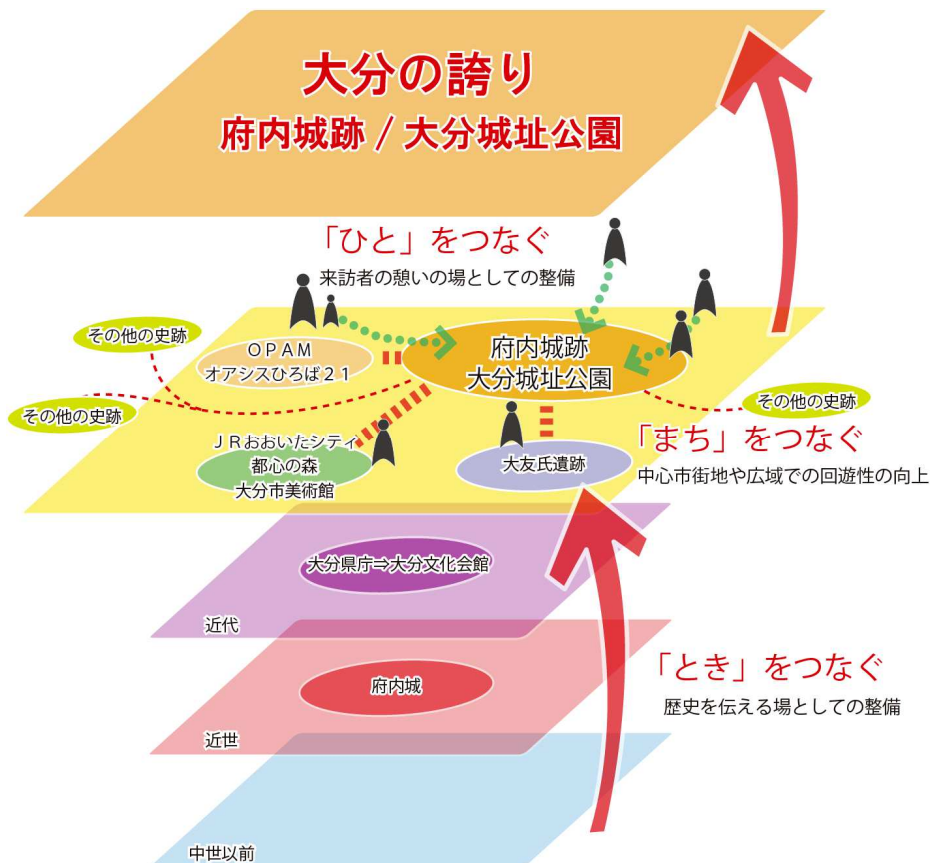 大分の誇り
府内城跡 / 大分城址公園
「ひと」をつなぐ
来訪者の憩いの場としての整備
その他の史跡
OPAM
オアシスひろば21
府内城跡
大分城址公園
その他の史跡
その他の史跡
「まち」をつなぐ
中心市街地や広域での回遊性の向上
JRおおいたシティ
都心の森
大分市美術館
大友氏遺跡
大分県庁⇒大分文化会館
近代
「とき」をつなぐ
歴史を伝える場としての整備
府内城
近世
中世以前